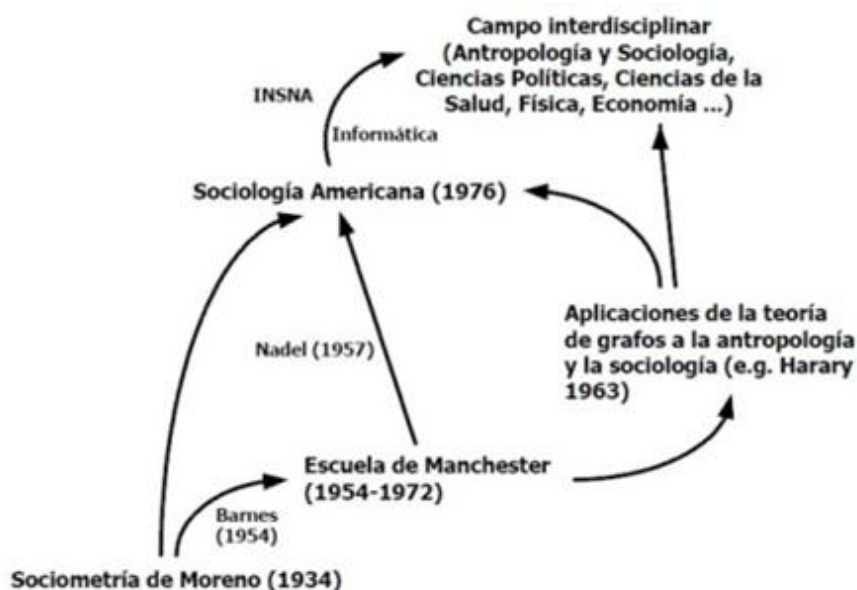 Campo interdisciplinar
(Antropología y Sociología,
Ciencias Políticas, Ciencias de la
Salud, Física, Economía ...)
INSNA
Informática
Sociología Americana (1976)
Aplicaciones de la teoría
de grafos a la antropología
y la sociología (e.g. Harary
1963)
Nadel (1957)
Escuela de Manchester
(1954-1972)
Barnes
(1954)
Sociometría de Moreno (1934)